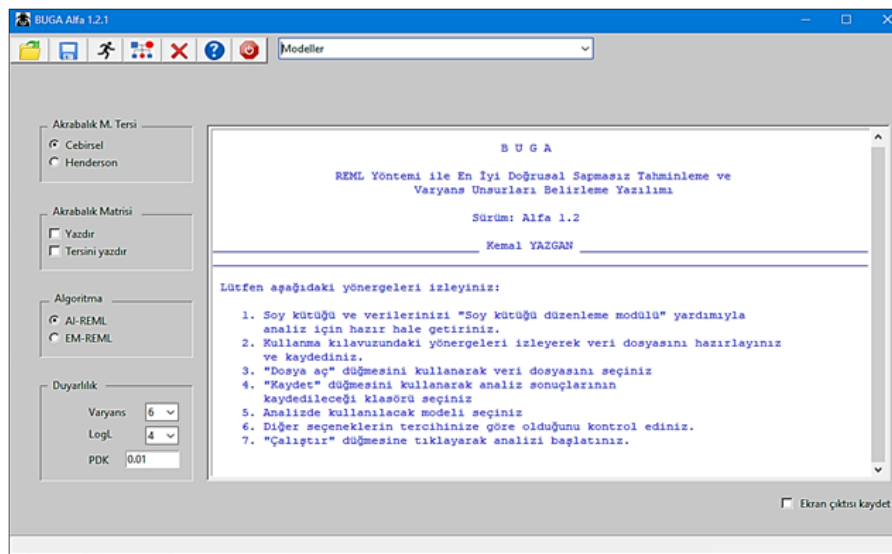 BUGA Alfa 1.2.1
Modeller
Akrabalık M. Tersi
Cebirsel
Henderson
Akrabalık Matrisi
Yazdır
Tersini yazdır
Algoritma
AI-REML
EM-REML
Duyarlılık
Varyans 6
LogL 4
PDK 0.01
B U G A
REML Yöntemi ile En İyi Doğrusal Sapmasız Tahminleme ve
Varyans Unsurları Belirleme Yazılımı
Sürüm: Alfa 1.2
Kemal YAZGAN
Lütfen aşağıdaki yönergeleri izleyiniz:
1. Soy kütüğü ve verilerinizi "Soy kütüğü düzenleme modülü" yardımıyla
analiz için hazır hale getiriniz.
2. Kullanma kılavuzundaki yönergeleri izleyerek veri dosyasını hazırlayınız
ve kaydediniz.
3. "Dosya aç" düğmesini kullanarak veri dosyasını seçiniz
4. "Kaydet" düğmesini kullanarak analiz sonuçlarının
kaydedileceği klasörü seçiniz
5. Analizde kullanılacak modeli seçiniz
6. Diğer seçeneklerin tercihinize göre olduğunu kontrol ediniz.
7. "Çalıştır" düğmesine tıklayarak analizi başlatınız.
Ekran çıktısı kaydet